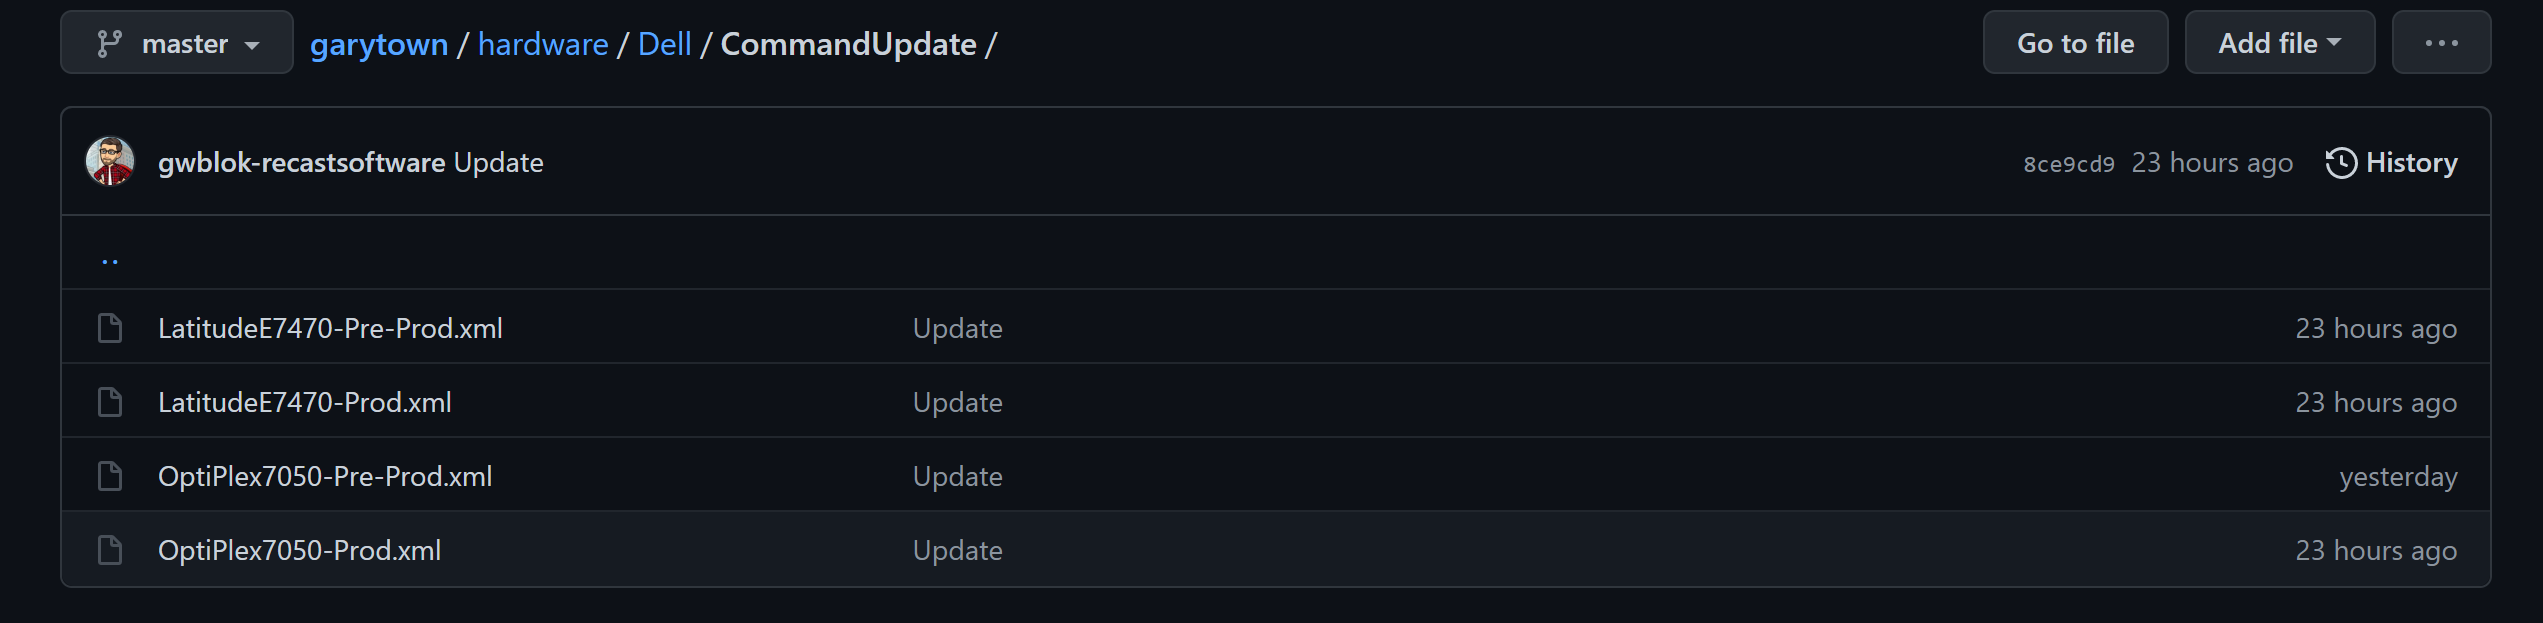 master garytown / hardware / Dell / CommandUpdate / Go to file Add file ...
gwblok-recastsoftware Update 8ce9cd9 23 hours ago History
..
LatitudeE7470-Pre-Prod.xml Update 23 hours ago
LatitudeE7470-Prod.xml Update 23 hours ago
OptiPlex7050-Pre-Prod.xml Update yesterday
OptiPlex7050-Prod.xml Update 23 hours ago